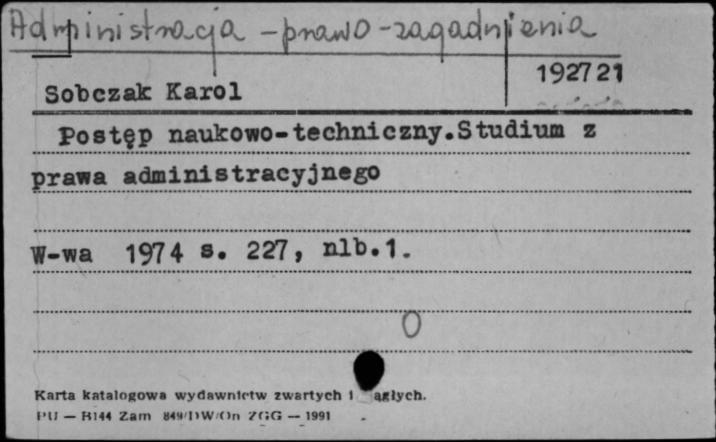 Administracja - prawo - zagadnienia
192721
Sobczak Karol
Postęp naukowo-techniczny.Studium z
prawa administracyjnego
W-wa 1974 s. 227, nlb.1.
O
Karta katalogowa wydawnictw zwartych i
PU — B144 Zam 849/DW/On ZGG — 1991